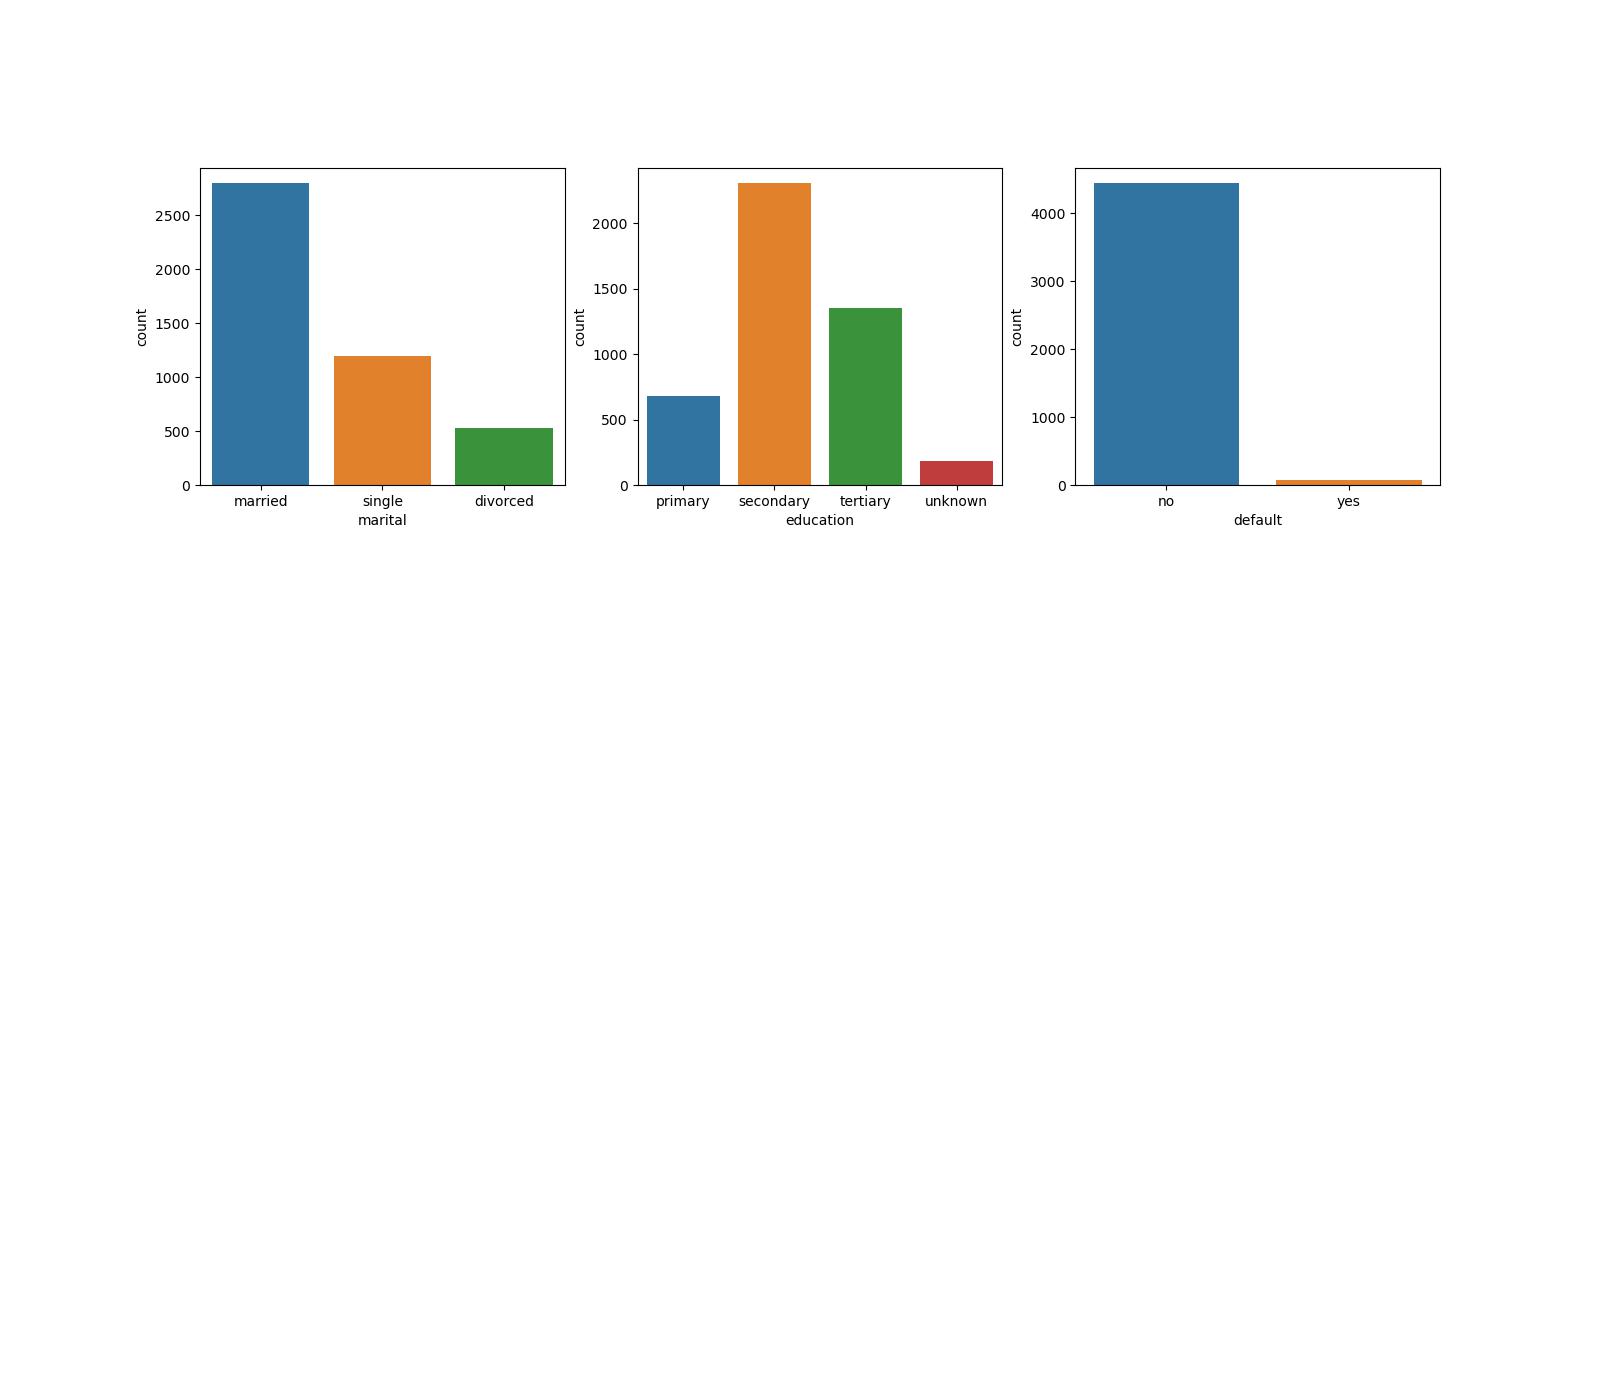 count
2500
2000
1500
1000
500
0
married single divorced
marital
count
2000
1500
1000
500
0
primary secondary tertiary unknown
education
count
4000
3000
2000
1000
0
no yes
default